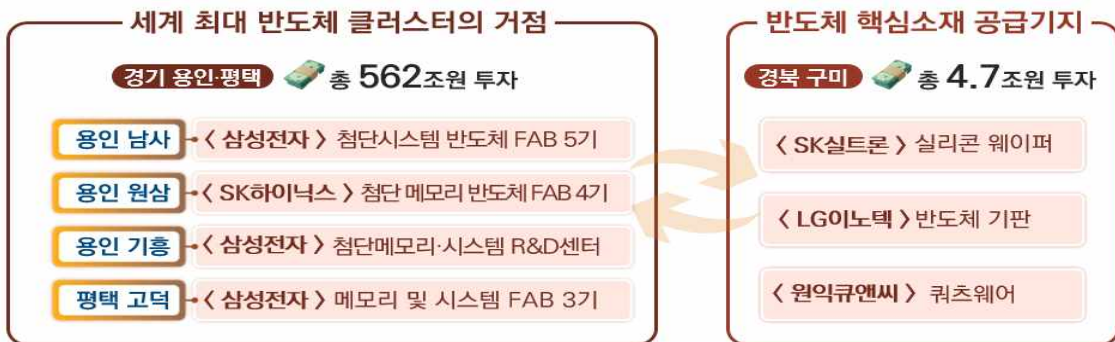 세계 최대 반도체 클러스터의 거점
경기 용인·평택 총 562조원 투자
용인 남사 < 삼성전자 > 첨단시스템 반도체 FAB 5기
용인 원삼 < SK하이닉스 > 첨단 메모리 반도체 FAB 4기
용인 기흥 < 삼성전자 > 첨단메모리·시스템 R&D센터
평택 고덕 < 삼성전자 > 메모리 및 시스템 FAB 3기
반도체 핵심소재 공급기지
경북 구미 총 4.7조원 투자
< SK실트론 > 실리콘 웨이퍼
< LG이노텍 > 반도체 기판
< 원익큐앤씨 > 쿼츠웨어